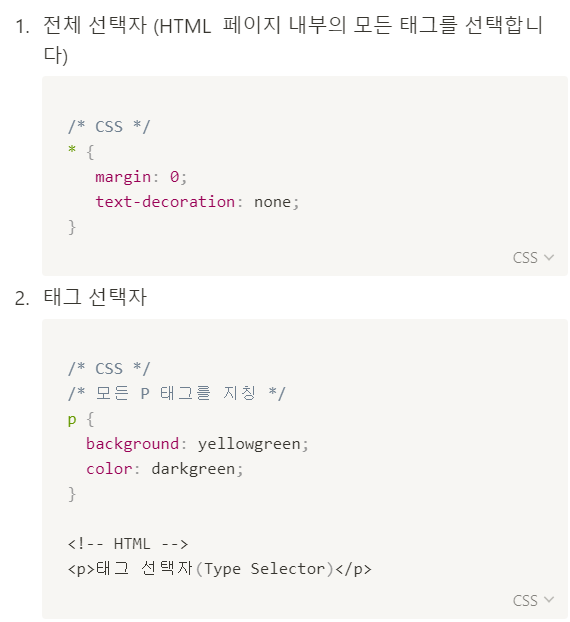 1. 전체 선택자 (HTML 페이지 내부의 모든 태그를 선택합니
다)
/* CSS */
* {
margin: 0;
text-decoration: none;
}
CSS
2. 태그 선택자
/* CSS */
/* 모든 P 태그를 지칭 */
p {
background: yellowgreen;
color: darkgreen;
}
<!-- HTML -->
<p>태그 선택자(Type Selector)</p>
CSS